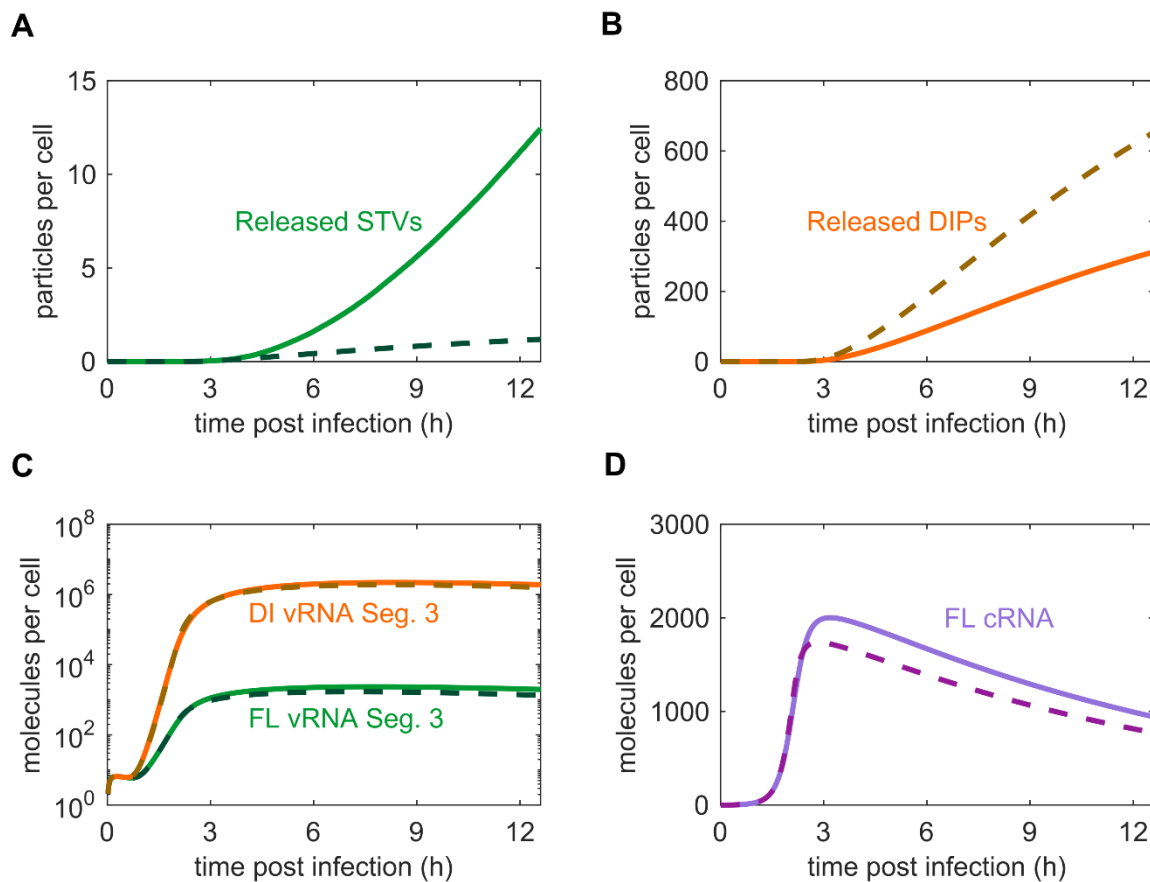 A
particles per cell
15
10
5
0
Released STVs
0 3 6 9 12
time post infection (h)
B
particles per cell
800
600
400
200
0
Released DIPs
0 3 6 9 12
time post infection (h)
C
molecules per cell
10^8
10^6
10^4
10^2
10^0
DI vRNA Seg. 3
FL vRNA Seg. 3
0 3 6 9 12
time post infection (h)
D
molecules per cell
3000
2000
1000
0
FL cRNA
0 3 6 9 12
time post infection (h)